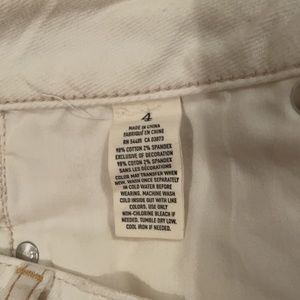 4
MADE IN CHINA
FABRIQUÉ EN CHINE
RN 54485 CA 03973
98% COTTON 2% SPANDEX
EXCLUSIVE OF DECORATION
98% COTON 2% SPANDEX
SANS LES DÉCORATIONS
COLOR MAY TRANSFER WHEN
NEW. WASH ONCE SEPARATELY
IN COLD WATER BEFORE
WEARING. MACHINE WASH
COLD INSIDE OUT WITH LIKE
COLORS. USE ONLY
NON-CHLORINE BLEACH IF
NEEDED. TUMBLE DRY LOW.
COOL IRON IF NEEDED.